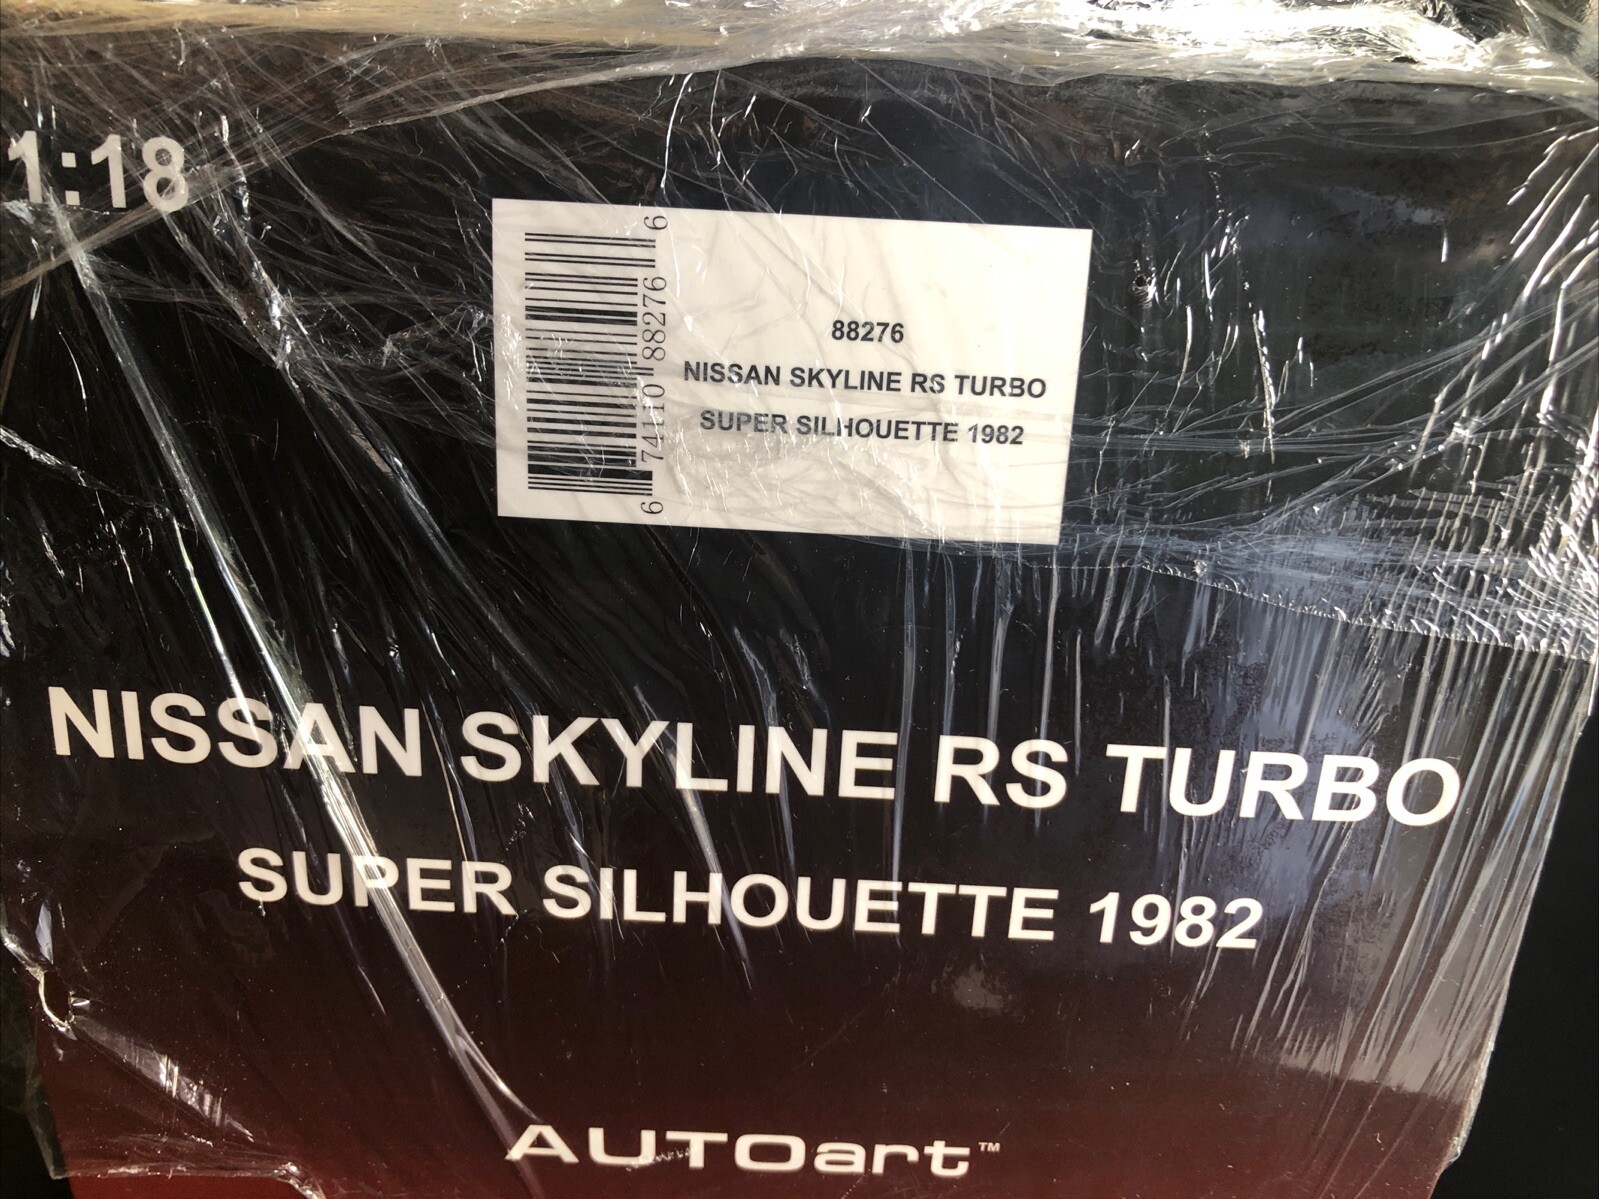 1:18
6 74110 88276 6
88276
NISSAN SKYLINE RS TURBO
SUPER SILHOUETTE 1982
NISSAN SKYLINE RS TURBO
SUPER SILHOUETTE 1982
AUTOart™